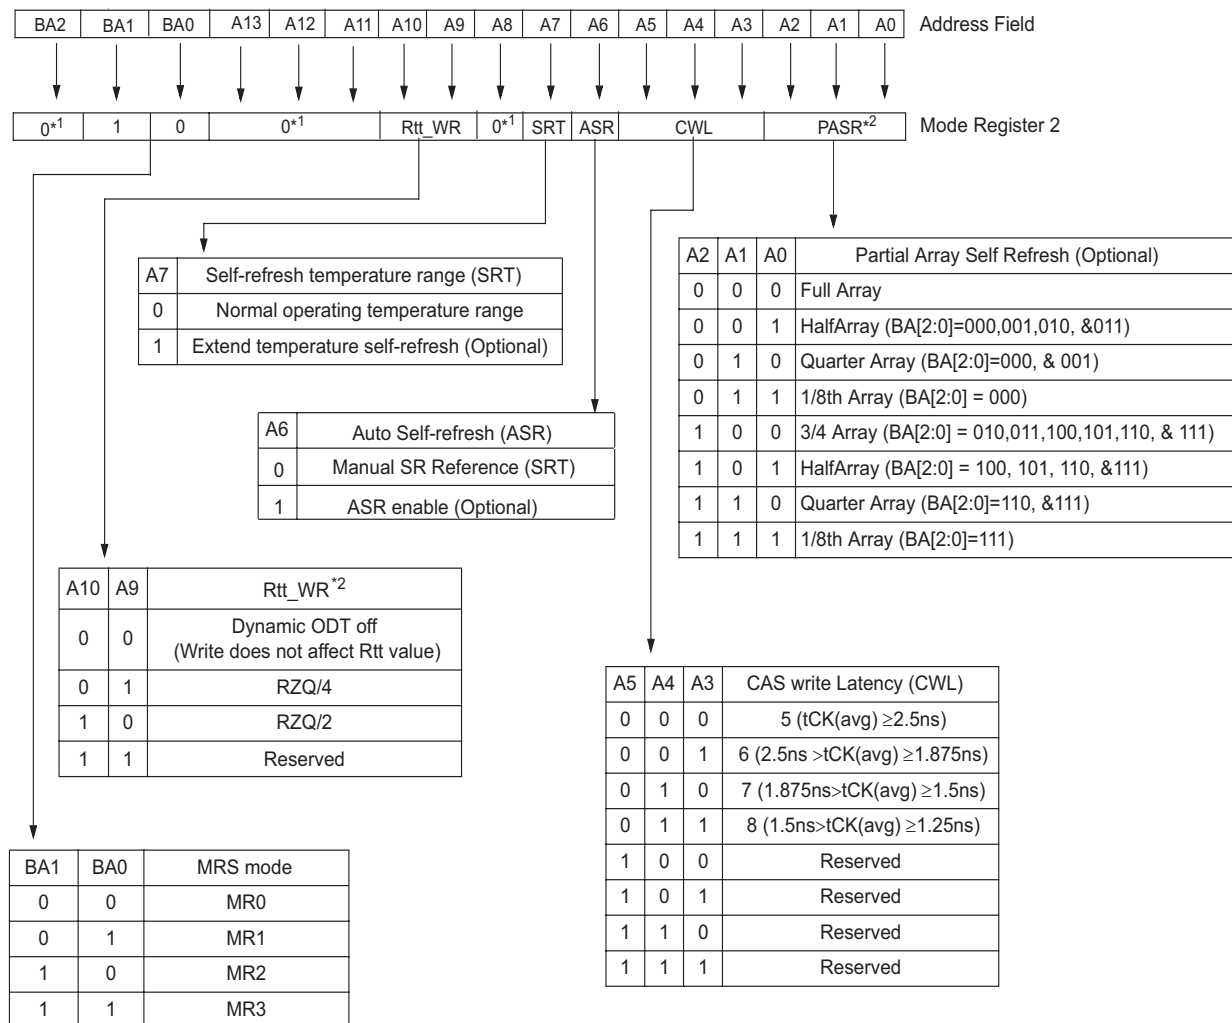 BA2 BA1 BA0 A13 A12 A11 A10 A9 A8 A7 A6 A5 A4 A3 A2 A1 A0 Address Field
0*1 1 0 0*1 Rtt_WR 0*1 SRT ASR CWL PASR*2 Mode Register 2
A7 Self-refresh temperature range (SRT)
0 Normal operating temperature range
1 Extend temperature self-refresh (Optional)
A2 A1 A0 Partial Array Self Refresh (Optional)
0 0 0 Full Array
0 0 1 HalfArray (BA[2:0]=000,001,010, &011)
0 1 0 Quarter Array (BA[2:0]=000, & 001)
0 1 1 1/8th Array (BA[2:0] = 000)
1 0 0 3/4 Array (BA[2:0] = 010,011,100,101,110, & 111)
1 0 1 HalfArray (BA[2:0] = 100, 101, 110, &111)
1 1 0 Quarter Array (BA[2:0]=110, &111)
1 1 1 1/8th Array (BA[2:0]=111)
A6 Auto Self-refresh (ASR)
0 Manual SR Reference (SRT)
1 ASR enable (Optional)
A10 A9 Rtt_WR*2
0 0 Dynamic ODT off
(Write does not affect Rtt value)
0 1 RZQ/4
1 0 RZQ/2
1 1 Reserved
A5 A4 A3 CAS write Latency (CWL)
0 0 0 5 (tCK(avg) ≥2.5ns)
0 0 1 6 (2.5ns >tCK(avg) ≥1.875ns)
0 1 0 7 (1.875ns>tCK(avg) ≥1.5ns)
0 1 1 8 (1.5ns>tCK(avg) ≥1.25ns)
1 0 0 Reserved
1 0 1 Reserved
1 1 0 Reserved
1 1 1 Reserved
BA1 BA0 MRS mode
0 0 MR0
0 1 MR1
1 0 MR2
1 1 MR3